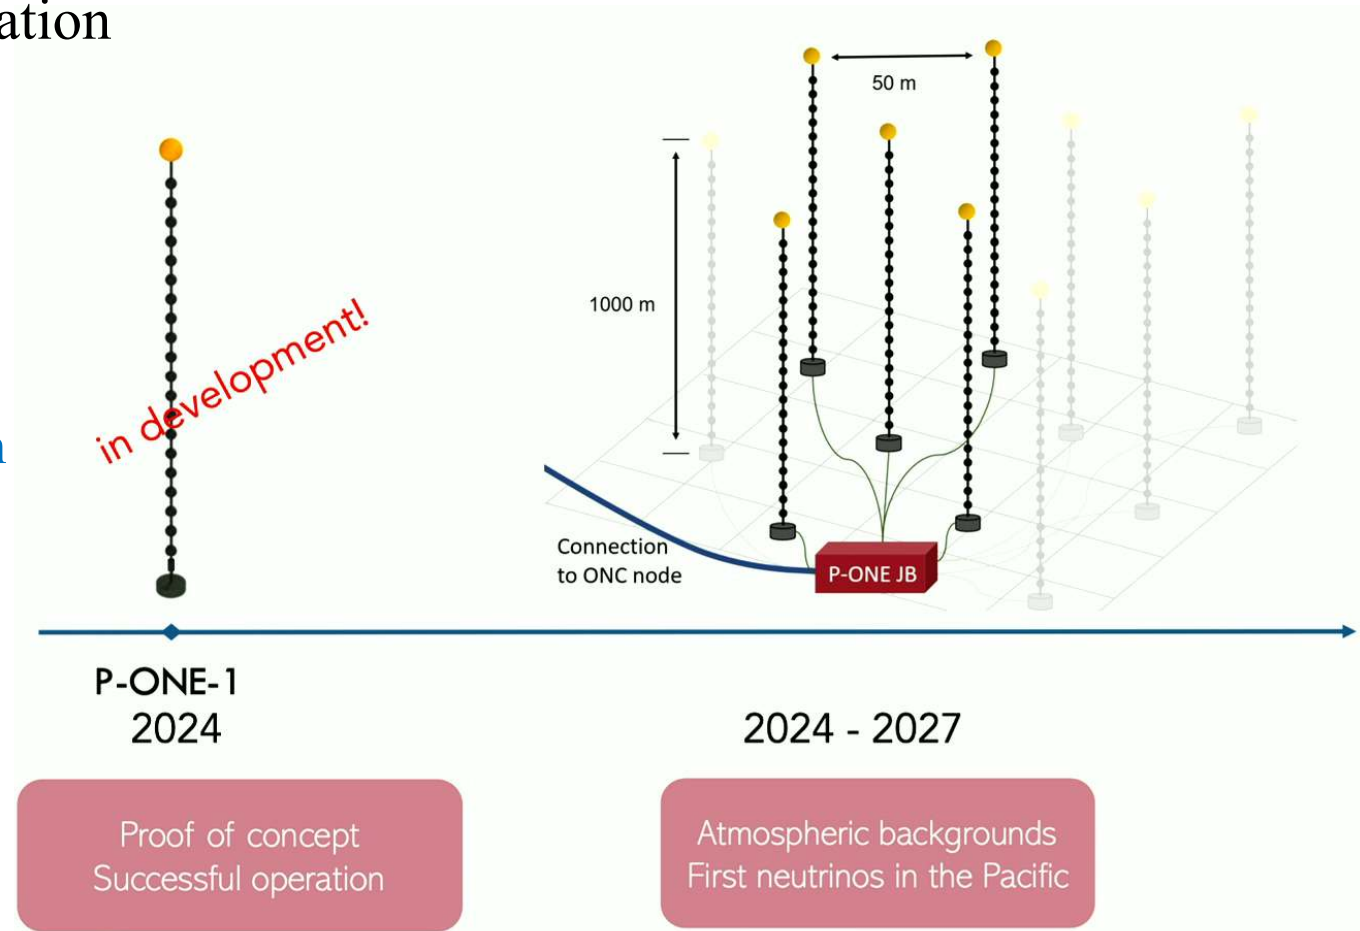 ation
50 m
1000 m
in development!
n
Connection
to ONC node
P-ONE JB
P-ONE-1
2024
2024 - 2027
Proof of concept
Successful operation
Atmospheric backgrounds
First neutrinos in the Pacific